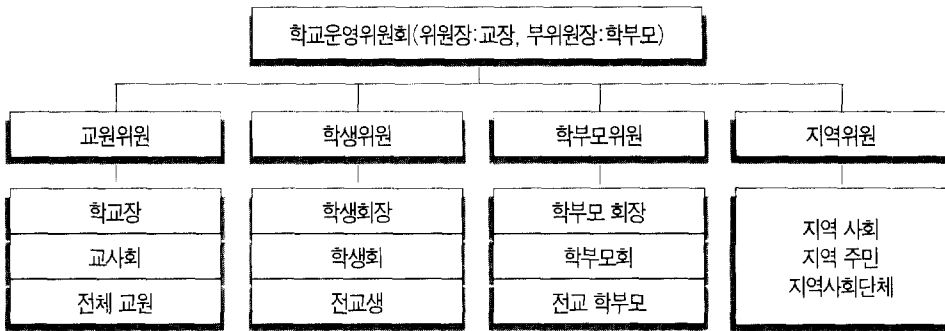 학교운영위원회(위원장:교장, 부위원장:학부모)
교원위원
학생위원
학부모위원
지역위원
학교장
교사회
전체 교원
학생회장
학생회
전교생
학부모 회장
학부모회
전교 학부모
지역 사회
지역 주민
지역사회단체